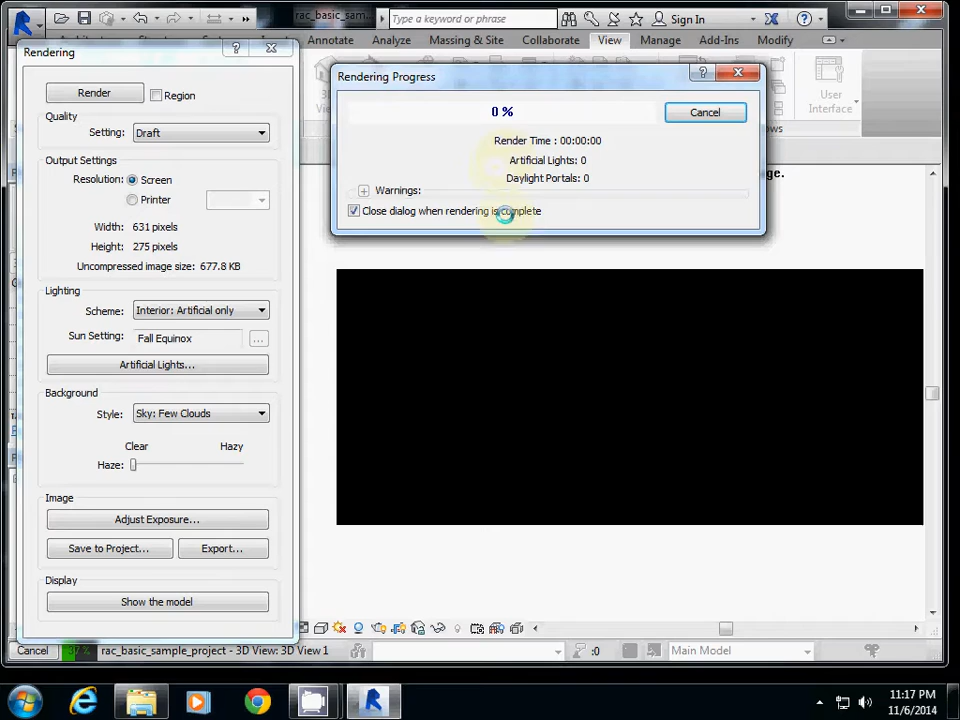 rac_basic_sam...
Type a keyword or phrase
Sign In
Annotate Analyze Massing & Site Collaborate View Manage Add-Ins Modify
Rendering
Render
Region
Quality
Setting: Draft
Output Settings
Resolution: Screen
Printer
Width: 631 pixels
Height: 275 pixels
Uncompressed image size: 677.8 KB
Lighting
Scheme: Interior: Artificial only
Sun Setting: Fall Equinox
...
Artificial Lights...
Background
Style: Sky: Few Clouds
Clear Hazy
Haze:
Image
Adjust Exposure...
Save to Project... Export...
Display
Show the model
Rendering Progress
0 %
Cancel
Render Time : 00:00:00
Artificial Lights: 0
Daylight Portals: 0
Warnings:
Close dialog when rendering is complete
User
Interface
ge.
Cancel 37 % rac_basic_sample_project - 3D View: 3D View 1
:0
Main Model
11:17 PM
11/6/2014